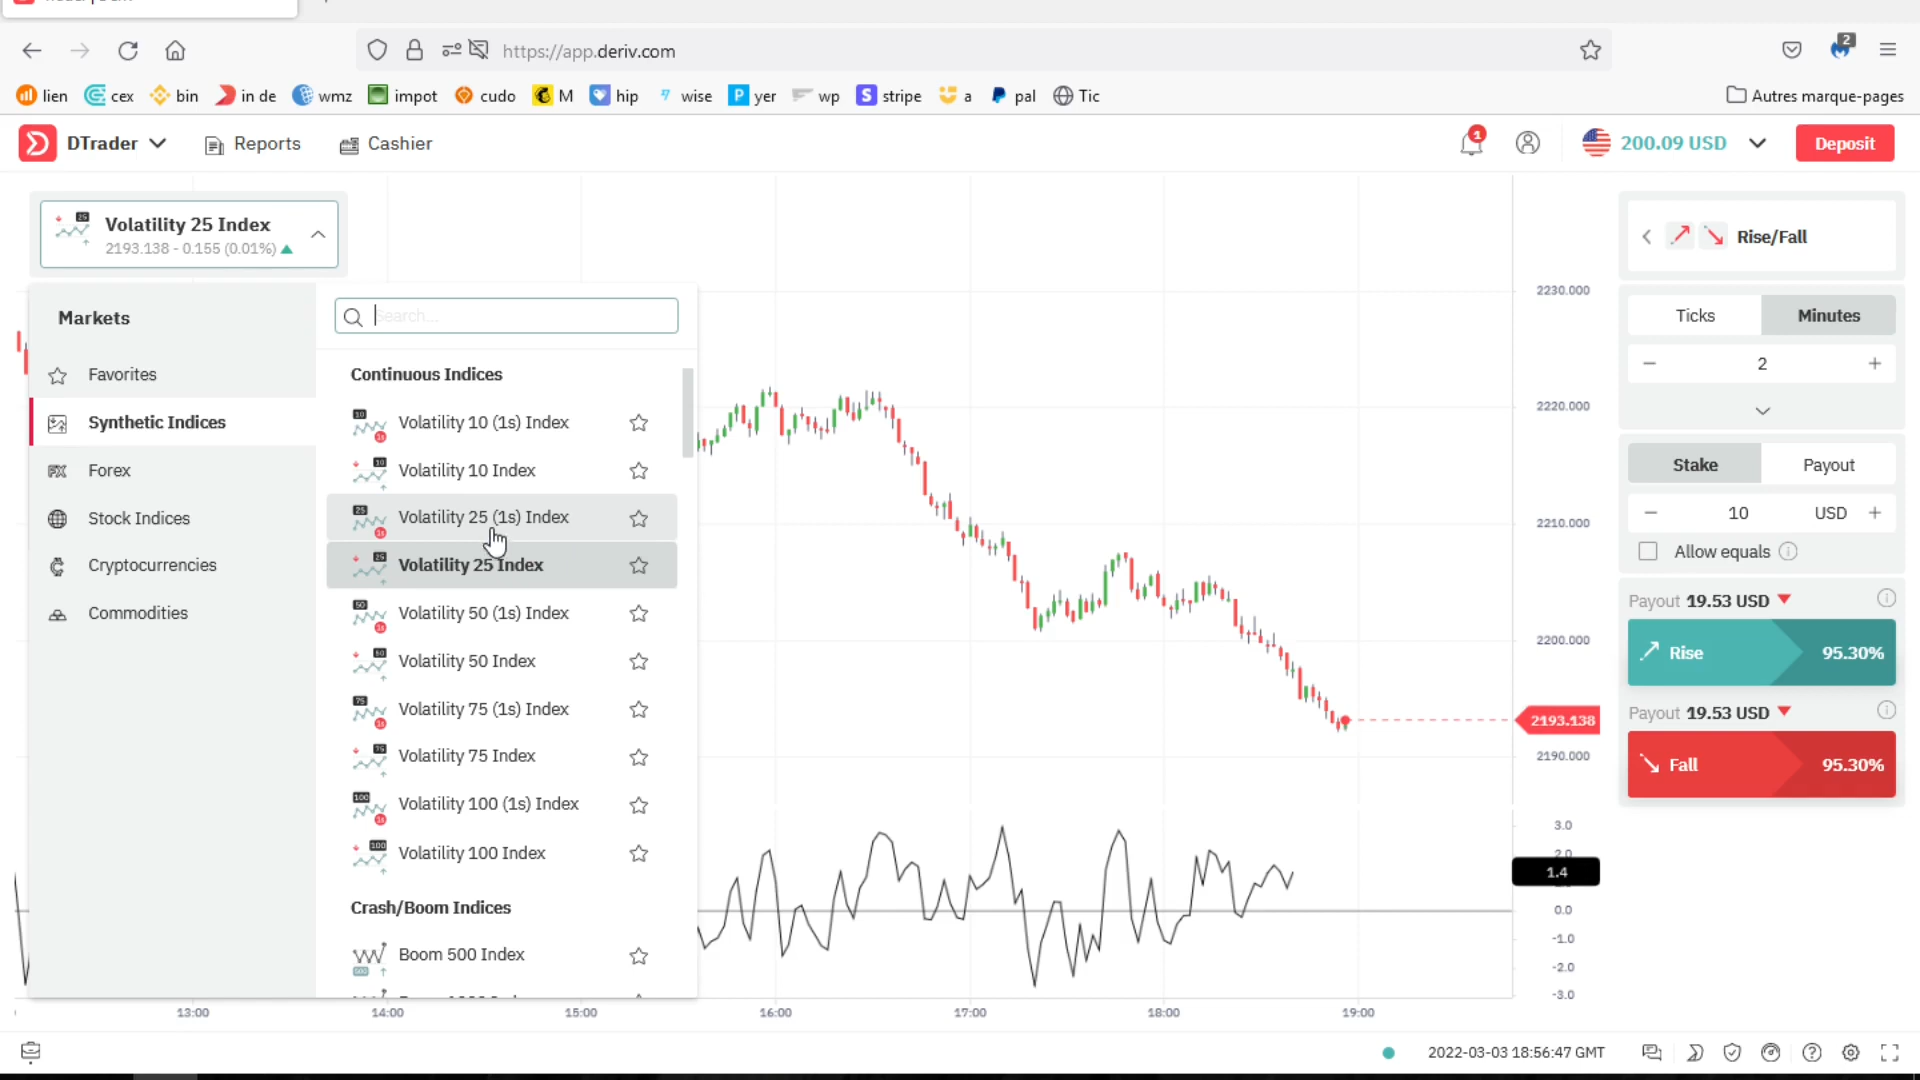 https://app.deriv.com
2
lien cex bin in de wmz impot cudo M hip wise yer wp stripe a pal Tic Autres marque-pages
DTrader Reports Cashier 1 200.09 USD Deposit
Volatility 25 Index
2193.138 - 0.155 (0.01%)
Rise/Fall
Markets
Search...
Favorites
Synthetic Indices
Forex
Stock Indices
Cryptocurrencies
Commodities
Continuous Indices
Volatility 10 (1s) Index
Volatility 10 Index
Volatility 25 (1s) Index
Volatility 25 Index
Volatility 50 (1s) Index
Volatility 50 Index
Volatility 75 (1s) Index
Volatility 75 Index
Volatility 100 (1s) Index
Volatility 100 Index
Crash/Boom Indices
Boom 500 Index
2230.000
2220.000
2210.000
2200.000
2193.138
2190.000
3.0
2.0
1.4
0.0
-1.0
-2.0
-3.0
13:00 14:00 15:00 16:00 17:00 18:00 19:00
Ticks Minutes
2
Stake Payout
10 USD
Allow equals
Payout 19.53 USD
Rise 95.30%
Payout 19.53 USD
Fall 95.30%
2022-03-03 18:56:47 GMT